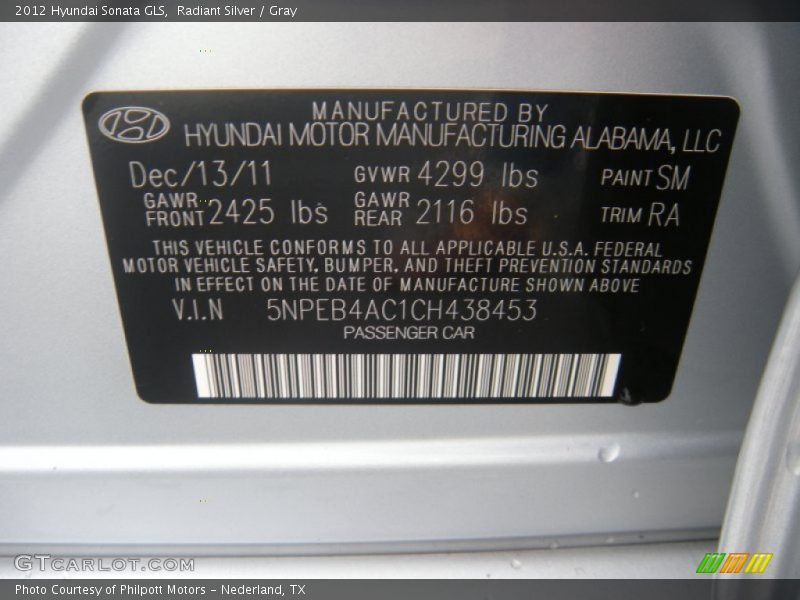 2012 Hyundai Sonata GLS, Radiant Silver / Gray
MANUFACTURED BY
HYUNDAI MOTOR MANUFACTURING ALABAMA, LLC
Dec/13/11 GVWR 4299 lbs PAINT SM
GAWR FRONT 2425 lbs GAWR REAR 2116 lbs TRIM RA
THIS VEHICLE CONFORMS TO ALL APPLICABLE U.S.A. FEDERAL
MOTOR VEHICLE SAFETY, BUMPER, AND THEFT PREVENTION STANDARDS
IN EFFECT ON THE DATE OF MANUFACTURE SHOWN ABOVE
V.I.N 5NPEB4AC1CH438453
PASSENGER CAR
GTCARLOT.COM
Photo Courtesy of Philpott Motors - Nederland, TX